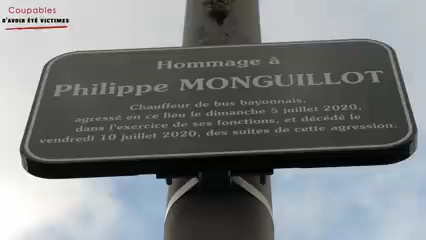 Coupables
D'AVOIR ÉTÉ VICTIMES
Hommage à
Philippe MONGUILLOT
Chauffeur de bus bayonnais,
agressé en ce lieu le dimanche 5 juillet 2020,
dans l'exercice de ses fonctions, et décédé le
vendredi 10 juillet 2020, des suites de cette agression.